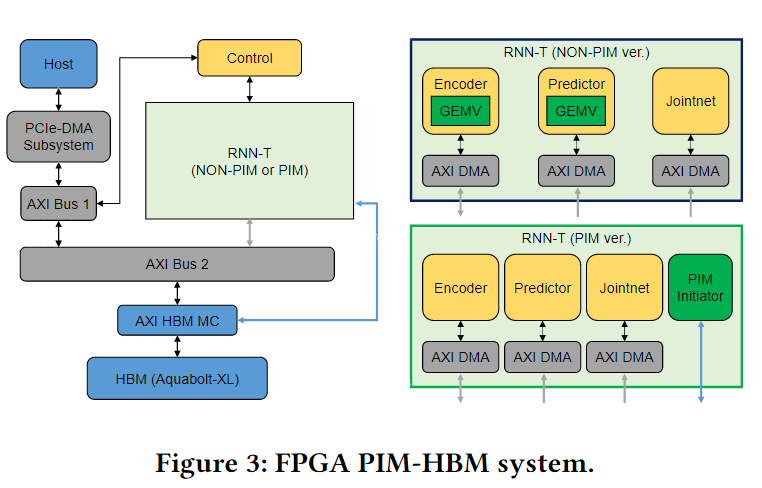 Host
Control
PCIe-DMA
Subsystem
RNN-T
(NON-PIM or PIM)
AXI Bus 1
AXI Bus 2
AXI HBM MC
HBM (Aquabolt-XL)
RNN-T (NON-PIM ver.)
Encoder
GEMV
Predictor
GEMV
Jointnet
AXI DMA
AXI DMA
AXI DMA
RNN-T (PIM ver.)
Encoder
Predictor
Jointnet
PIM
Initiator
AXI DMA
AXI DMA
AXI DMA
Figure 3: FPGA PIM-HBM system.